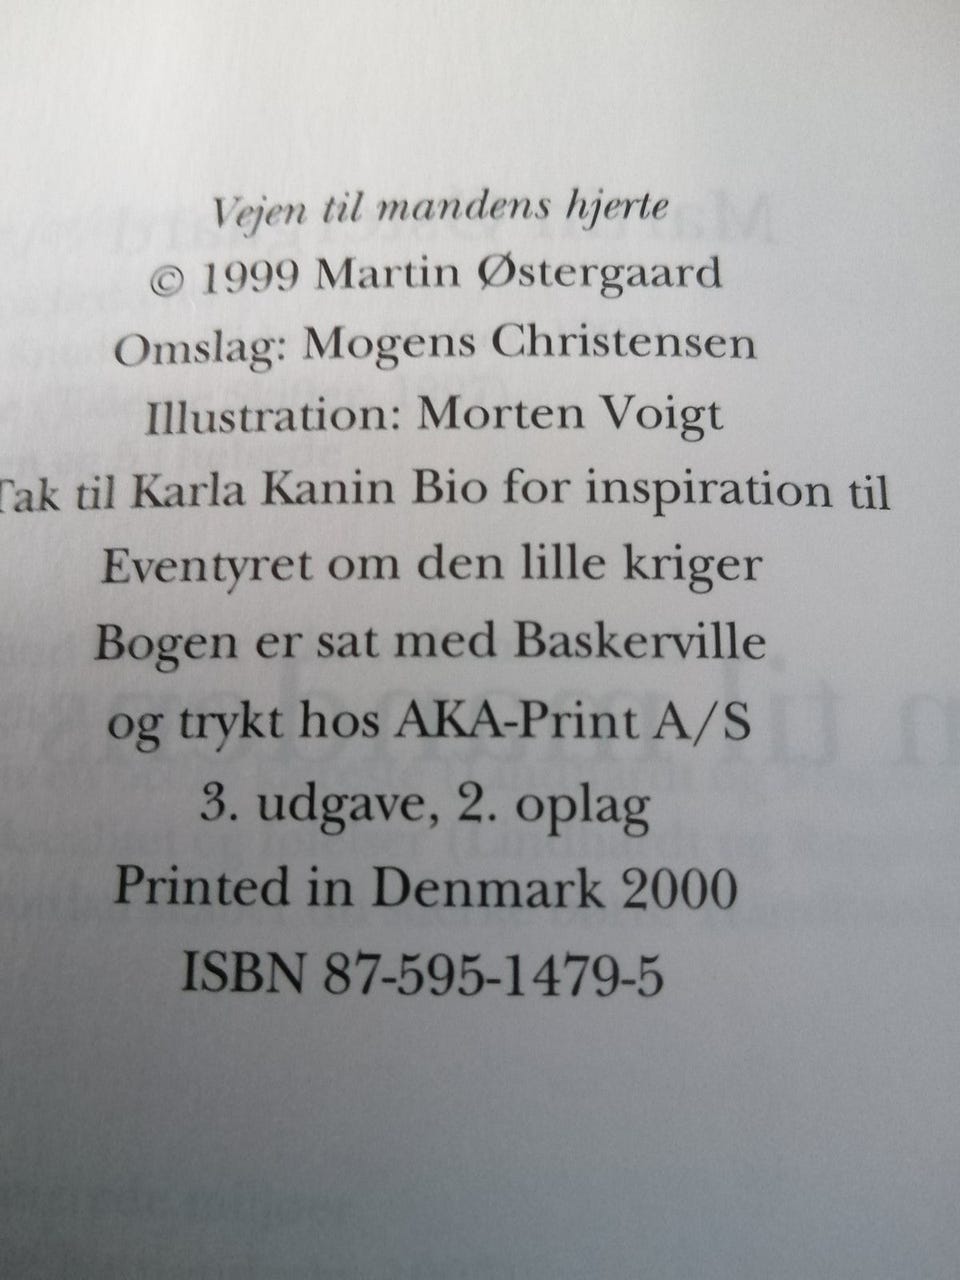 Vejen til mandens hjerte
© 1999 Martin Østergaard
Omslag: Mogens Christensen
Illustration: Morten Voigt
Tak til Karla Kanin Bio for inspiration til
Eventyret om den lille kriger
Bogen er sat med Baskerville
og trykt hos AKA-Print A/S
3. udgave, 2. oplag
Printed in Denmark 2000
ISBN 87-595-1479-5